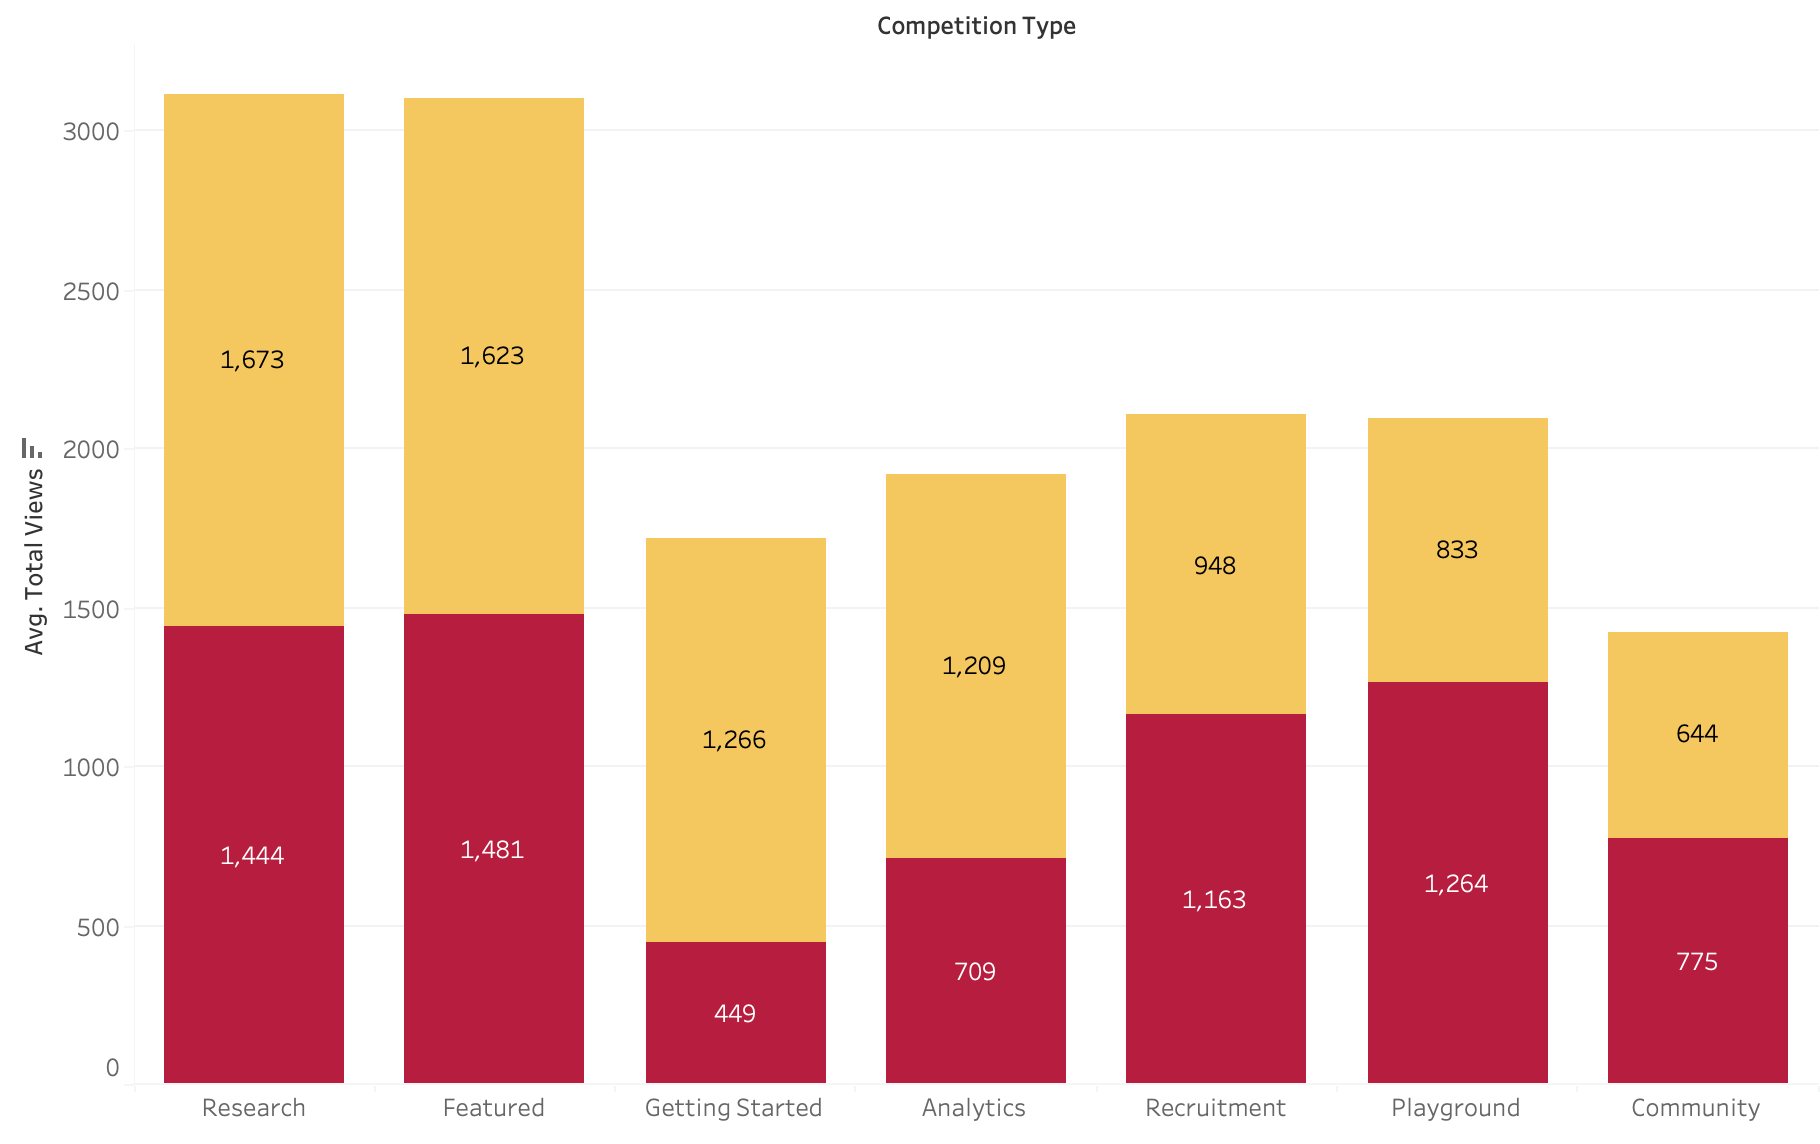 Competition Type
Avg. Total Views
3000
2500
2000
1500
1000
500
0
1,673
1,623
1,266
1,209
948
833
644
1,444
1,481
449
709
1,163
1,264
775
Research
Featured
Getting Started
Analytics
Recruitment
Playground
Community